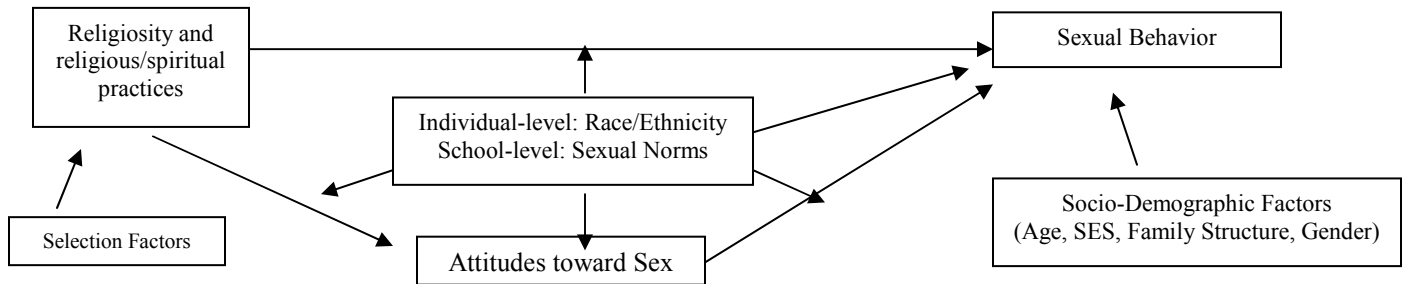 Religiosity and
religious/spiritual
practices
Sexual Behavior
Individual-level: Race/Ethnicity
School-level: Sexual Norms
Selection Factors
Attitudes toward Sex
Socio-Demographic Factors
(Age, SES, Family Structure, Gender)